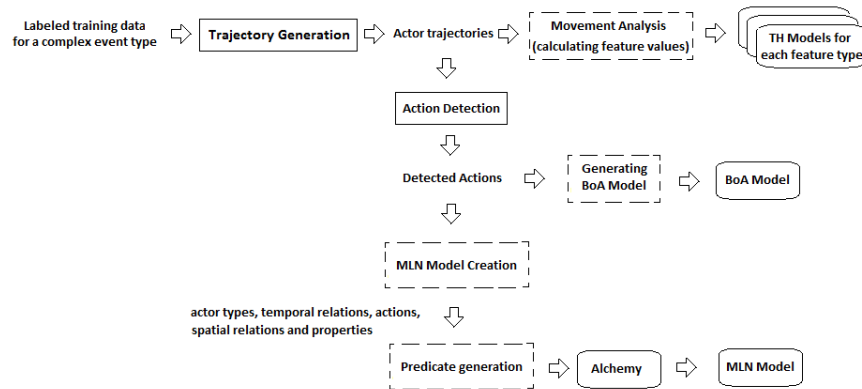 Labeled training data
for a complex event type
Trajectory Generation
Actor trajectories
Movement Analysis
(calculating feature values)
TH Models for
each feature type
Action Detection
Detected Actions
Generating
BoA Model
BoA Model
MLN Model Creation
actor types, temporal relations, actions,
spatial relations and properties
Predicate generation
Alchemy
MLN Model